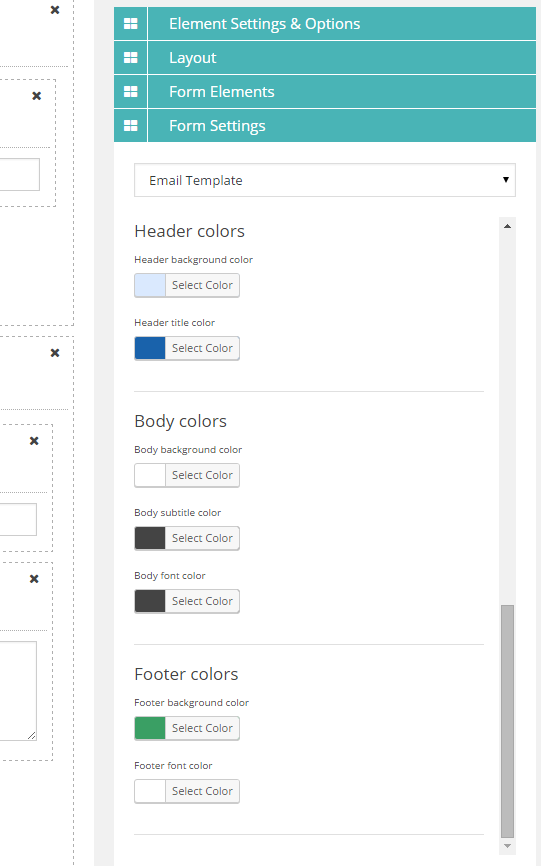 Element Settings & Options
Layout
Form Elements
Form Settings
Email Template
Header colors
Header background color
Select Color
Header title color
Select Color
Body colors
Body background color
Select Color
Body subtitle color
Select Color
Body font color
Select Color
Footer colors
Footer background color
Select Color
Footer font color
Select Color